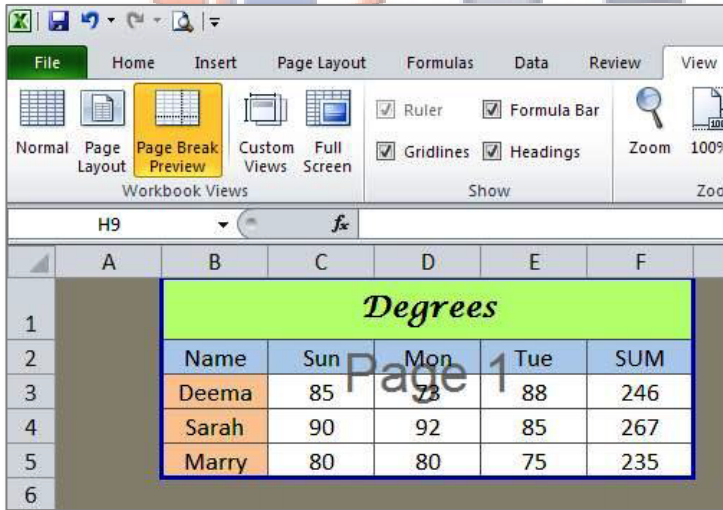 File Home Insert Page Layout Formulas Data Review View
Normal Page Layout Page Break Preview Custom Views Full Screen
Ruler Formula Bar
Gridlines Headings
Zoom 100%
Workbook Views Show Zoo
H9 fx
A B C D E F
1 Degrees
2 Name Sun Mon Tue SUM
Page 1
3 Deema 85 73 88 246
4 Sarah 90 92 85 267
5 Marry 80 80 75 235
6